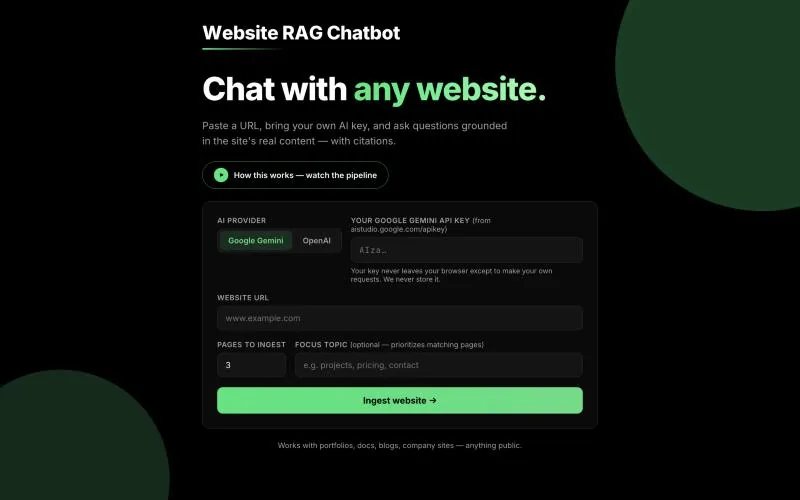 Website RAG Chatbot
Chat with any website.
Paste a URL, bring your own AI key, and ask questions grounded
in the site's real content — with citations.
How this works — watch the pipeline
AI PROVIDER
Google Gemini
OpenAI
YOUR GOOGLE GEMINI API KEY (from
aistudio.google.com/apikey)
AIza…
Your key never leaves your browser except to make your own
requests. We never store it.
WEBSITE URL
www.example.com
PAGES TO INGEST
3
FOCUS TOPIC (optional — prioritizes matching pages)
e.g. projects, pricing, contact
Ingest website →
Works with portfolios, docs, blogs, company sites — anything public.